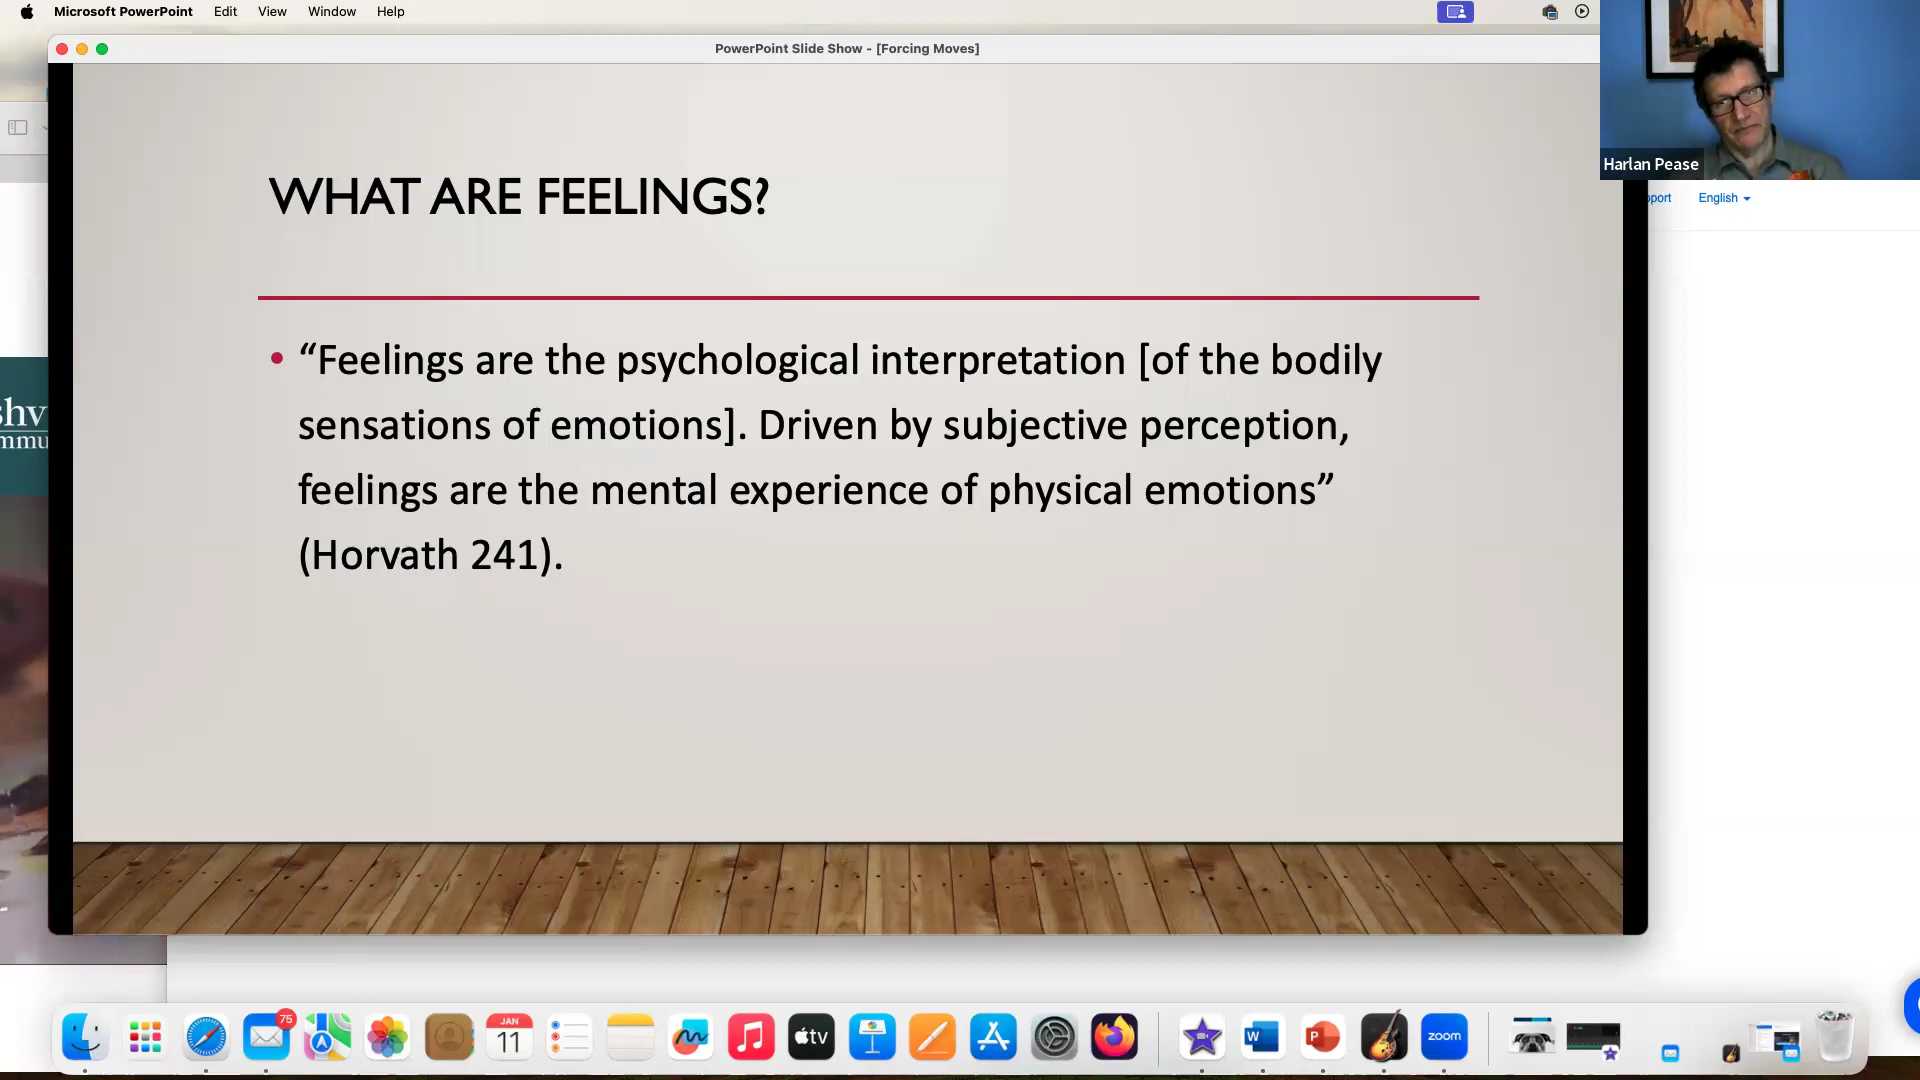 Microsoft PowerPoint Edit View Window Help
PowerPoint Slide Show - [Forcing Moves]
Harlan Pease
English
WHAT ARE FEELINGS?
• “Feelings are the psychological interpretation [of the bodily
sensations of emotions]. Driven by subjective perception,
feelings are the mental experience of physical emotions”
(Horvath 241).
75
JAN
11
tv
zoom